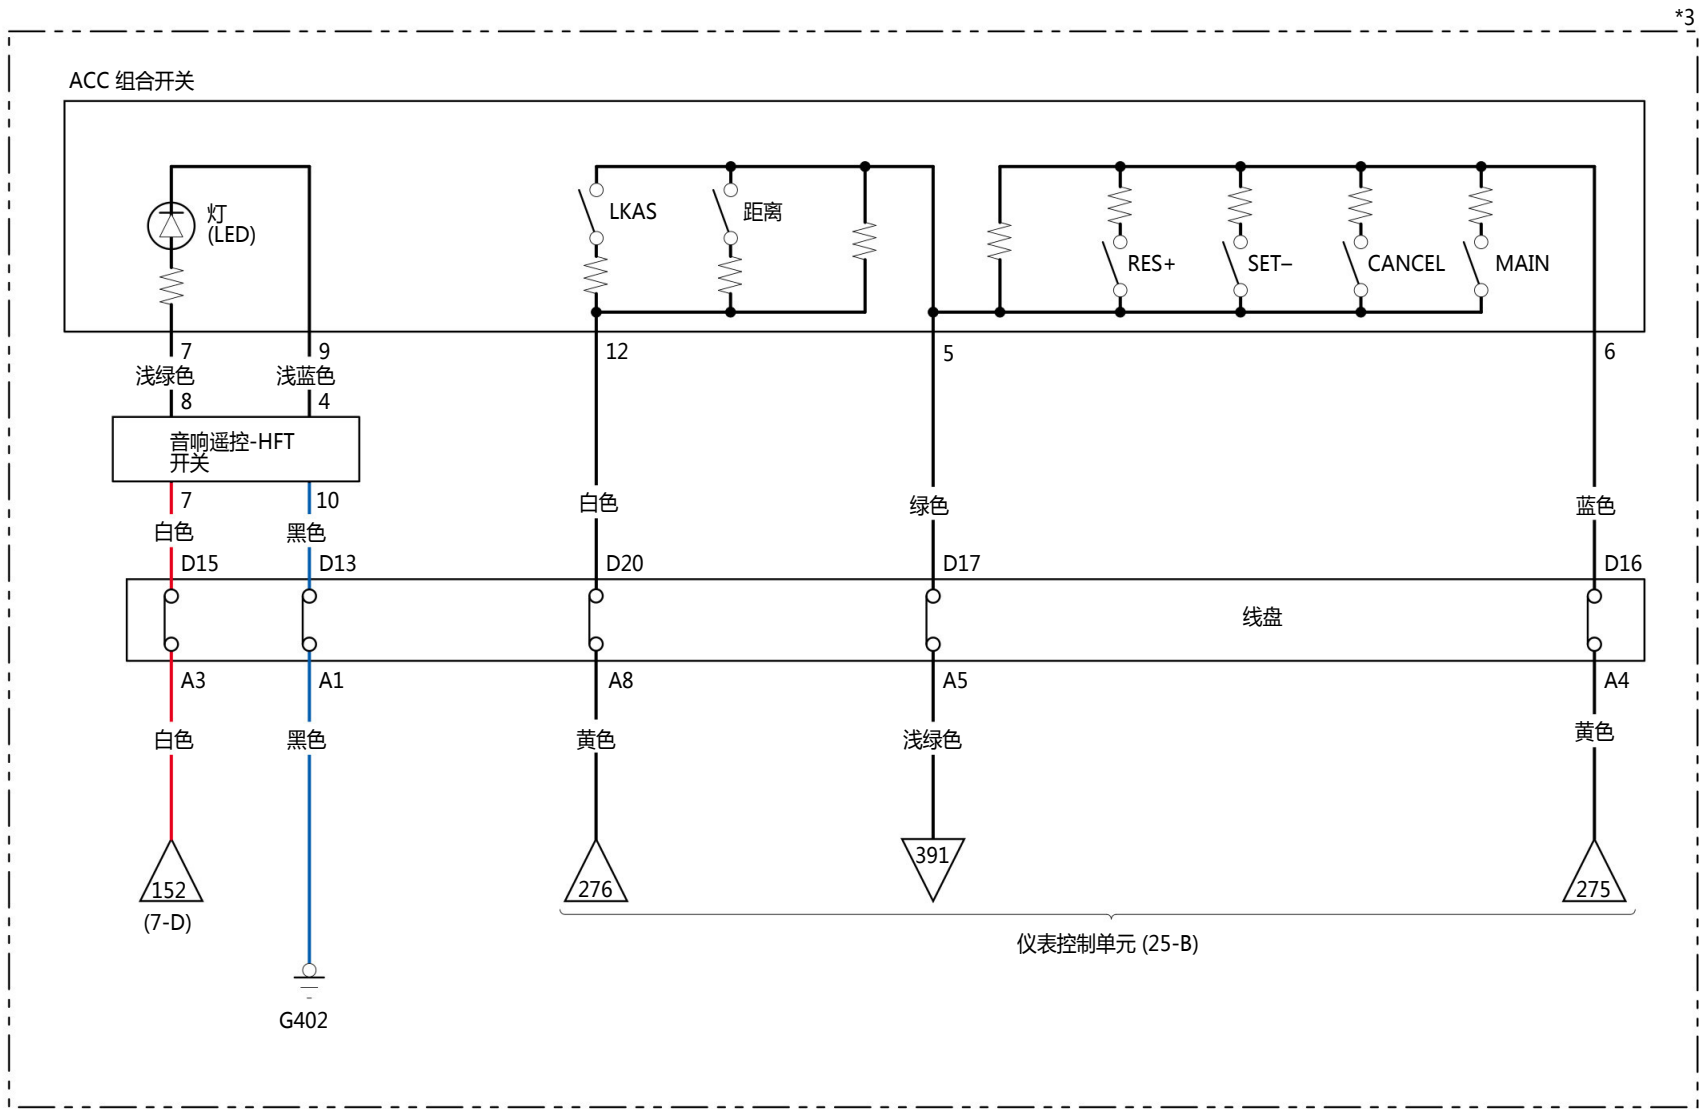 *3
ACC 组合开关
灯
(LED)
LKAS
距离
RES+
SET–
CANCEL
MAIN
7
9
12
5
6
浅绿色
浅蓝色
8
4
音响遥控-HFT
开关
7
10
白色
黑色
白色
绿色
蓝色
D15
D13
D20
D17
D16
线盘
A3
A1
A8
A5
A4
白色
黑色
黄色
浅绿色
黄色
152
276
391
275
(7-D)
仪表控制单元 (25-B)
G402